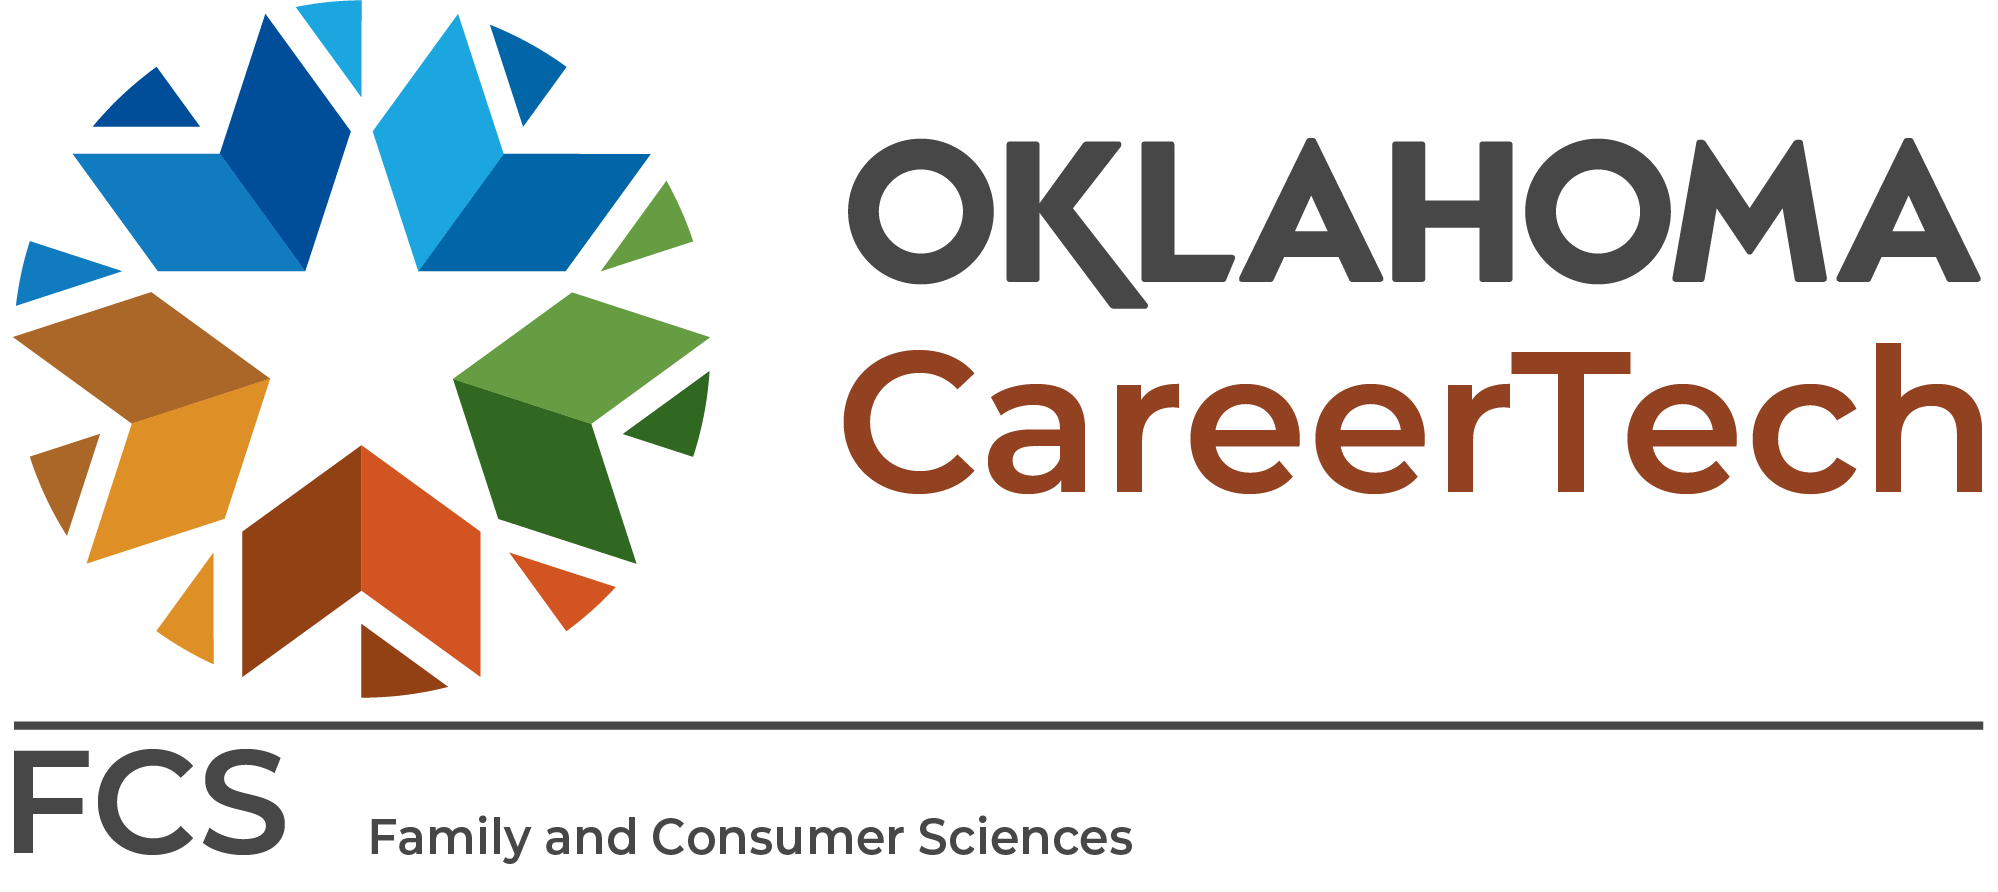 OKLAHOMA
CareerTech
FCS Family and Consumer Sciences